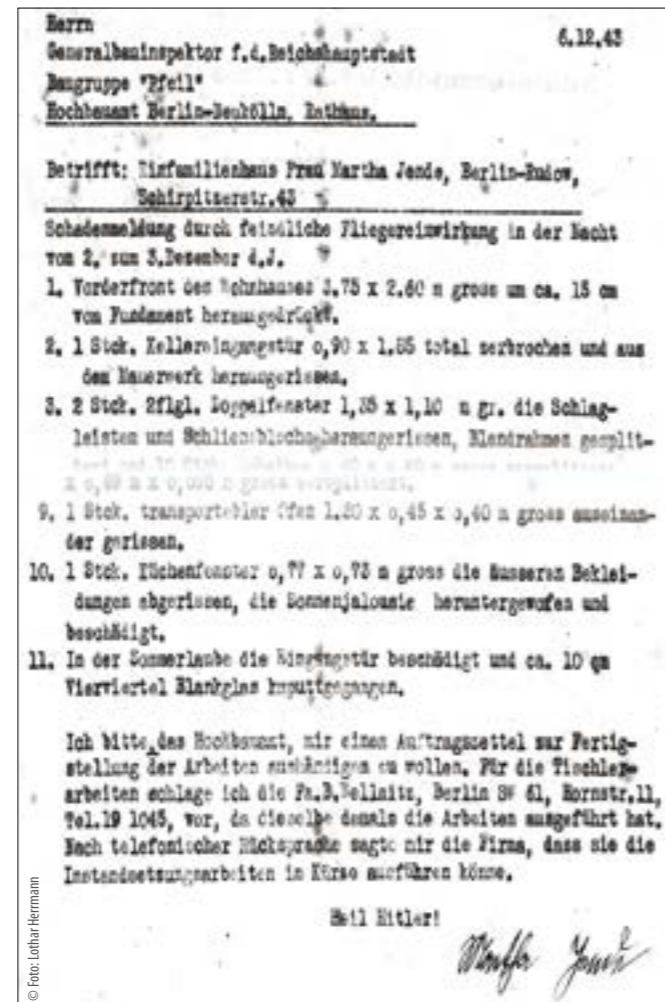 Herrn
6.12.43
Generalbauinspektor f.d.Reichshauptstadt
Baugruppe "Pfeil"
Hochbauamt Berlin-Neukölln, Rathaus.
Betrifft: Einfamilienhaus Frau Martha Jende, Berlin-Rudow,
Schirpitzerstr.43
Schadenmeldung durch feindliche Fliegereinwirkung in der Nacht
vom 2. zum 3.Dezember d.J.
1. Vorderfront des Wohnhauses 3.75 x 2.60 m gross um ca. 15 cm
vom Fundament herausgedrückt.
2. 1 Stck. Kellereingangstür o,90 x 1.85 total zerbrochen und aus
dem Mauerwerk herausgerissen.
3. 2 Stck. 2flgl. Doppelfenster 1,35 x 1,10 m gr. die Schlag-
leisten und herausgerissen, Blendrahmen gesplit-
gross zersplittert.
9. 1 Stck. transportabler Ofen 1.30 x o,45 x o,40 m gross auseinan-
der gerissen.
10. 1 Stck. Küchenfenster o,77 x o,73 m gross die äusseren Beklei-
dungen abgerissen, die Sonnenjalousie heruntergewofen und
beschädigt.
11. In der Sommerlaube die Eingangstür beschädigt und ca. 10 qm
Vierviertel Blankglas kaputtgegangen.
Ich bitte das Hochbauamt, mir einen Auftragszettel zur Fertig-
stellung der Arbeiten aushändigen zu wollen. Für die Tischler-
arbeiten schlage ich die Fa. Berlin SW 61, Hornstr.11,
Tel.19 1045, vor, da dieselbe damals die Arbeiten ausgeführt hat.
Nach telefonischer Rücksprache sagte mir die Firma, dass sie die
Instandsetzungsarbeiten in Kürze ausführen könne.
Heil Hitler!
Martha Jende
© Foto: Lothar Herrmann